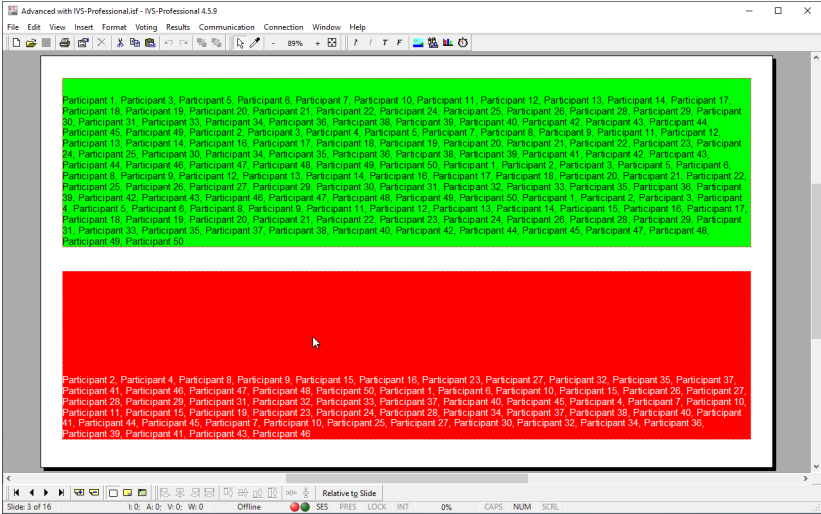 Advanced with IVS-Professional.isf - IVS-Professional 4.5.9
File Edit View Insert Format Voting Results Communication Connection Window Help
- 89% + ? ! T F
Participant 1, Participant 3, Participant 5, Participant 6, Participant 7, Participant 10, Participant 11, Participant 12, Participant 13, Participant 14, Participant 17,
Participant 18, Participant 19, Participant 20, Participant 21, Participant 22, Participant 24, Participant 25, Participant 26, Participant 28, Participant 29, Participant
30, Participant 31, Participant 33, Participant 34, Participant 36, Participant 38, Participant 39, Participant 40, Participant 42, Participant 43, Participant 44,
Participant 45, Participant 49, Participant 2, Participant 3, Participant 4, Participant 5, Participant 7, Participant 8, Participant 9, Participant 11, Participant 12,
Participant 13, Participant 14, Participant 16, Participant 17, Participant 18, Participant 19, Participant 20, Participant 21, Participant 22, Participant 23, Participant
24, Participant 25, Participant 30, Participant 34, Participant 35, Participant 36, Participant 38, Participant 39, Participant 41, Participant 42, Participant 43,
Participant 44, Participant 46, Participant 47, Participant 48, Participant 49, Participant 50, Participant 1, Participant 2, Participant 3, Participant 5, Participant 6,
Participant 8, Participant 9, Participant 12, Participant 13, Participant 14, Participant 16, Participant 17, Participant 18, Participant 20, Participant 21, Participant 22,
Participant 25, Participant 26, Participant 27, Participant 29, Participant 30, Participant 31, Participant 32, Participant 33, Participant 35, Participant 36, Participant
39, Participant 42, Participant 43, Participant 46, Participant 47, Participant 48, Participant 49, Participant 50, Participant 1, Participant 2, Participant 3, Participant
4, Participant 5, Participant 6, Participant 8, Participant 9, Participant 11, Participant 12, Participant 13, Participant 14, Participant 15, Participant 16, Participant 17,
Participant 18, Participant 19, Participant 20, Participant 21, Participant 22, Participant 23, Participant 24, Participant 26, Participant 28, Participant 29, Participant
31, Participant 33, Participant 35, Participant 37, Participant 38, Participant 40, Participant 42, Participant 44, Participant 45, Participant 47, Participant 48,
Participant 49, Participant 50
Participant 2, Participant 4, Participant 8, Participant 9, Participant 15, Participant 16, Participant 23, Participant 27, Participant 32, Participant 35, Participant 37,
Participant 41, Participant 46, Participant 47, Participant 48, Participant 50, Participant 1, Participant 6, Participant 10, Participant 15, Participant 26, Participant 27,
Participant 28, Participant 29, Participant 31, Participant 32, Participant 33, Participant 37, Participant 40, Participant 45, Participant 4, Participant 7, Participant 10,
Participant 11, Participant 15, Participant 19, Participant 23, Participant 24, Participant 28, Participant 34, Participant 37, Participant 38, Participant 40, Participant
41, Participant 44, Participant 45, Participant 7, Participant 10, Participant 25, Participant 27, Participant 30, Participant 32, Participant 34, Participant 36,
Participant 39, Participant 41, Participant 43, Participant 46
Relative to Slide
Slide: 3 of 16 I: 0; A: 0; V: 0; W: 0 Offline SES PRES LOCK INT 0% CAPS NUM SCRL